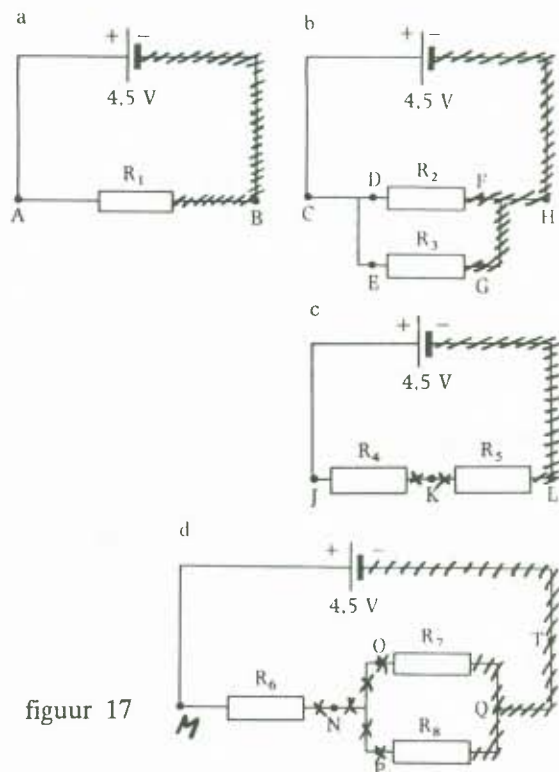 a
+ −
4.5 V
R₁
A
B
b
+ −
4.5 V
C
D
R₂
F
H
R₃
E
G
c
+ −
4.5 V
R₄
R₅
J
K
L
d
+ −
4.5 V
T
O
R₇
R₆
N
Q
M
P
R₈
figuur 17